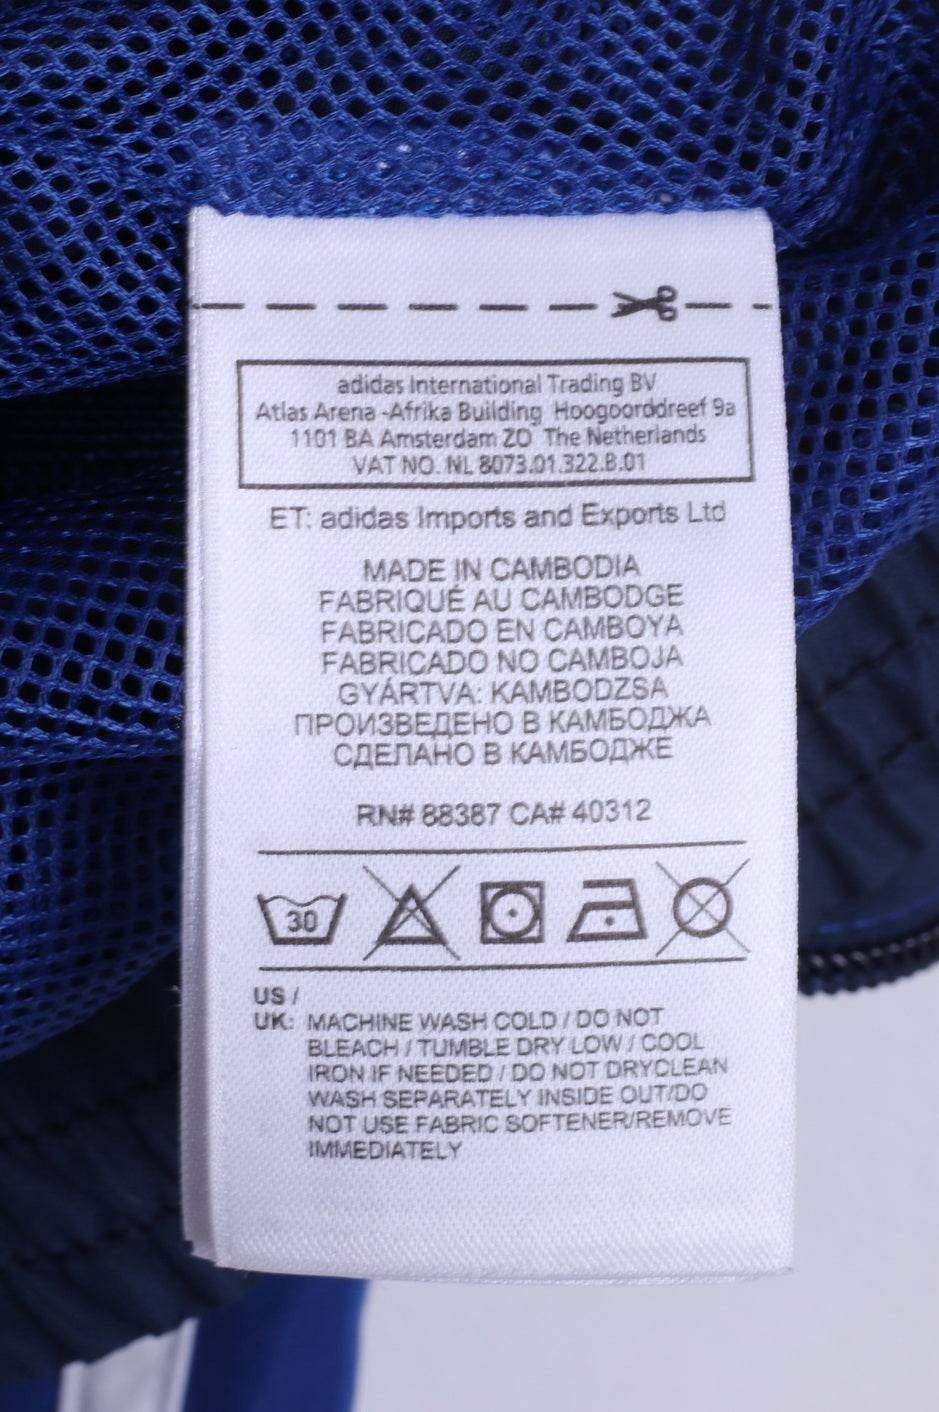 adidas International Trading BV
Atlas Arena -Afrika Building Hoogoorddreef 9a
1101 BA Amsterdam ZO The Netherlands
VAT NO. NL 8073.01.322.B.01
ET: adidas Imports and Exports Ltd
MADE IN CAMBODIA
FABRIQUÉ AU CAMBODGE
FABRICADO EN CAMBOYA
FABRICADO NO CAMBOJA
GYÁRTVA: KAMBODZSA
ПРОИЗВЕДЕНО В КАМБОДЖА
СДЕЛАНО В КАМБОДЖЕ
RN# 88387 CA# 40312
30
US /
UK: MACHINE WASH COLD / DO NOT
BLEACH / TUMBLE DRY LOW / COOL
IRON IF NEEDED / DO NOT DRYCLEAN
WASH SEPARATELY INSIDE OUT/DO
NOT USE FABRIC SOFTENER/REMOVE
IMMEDIATELY